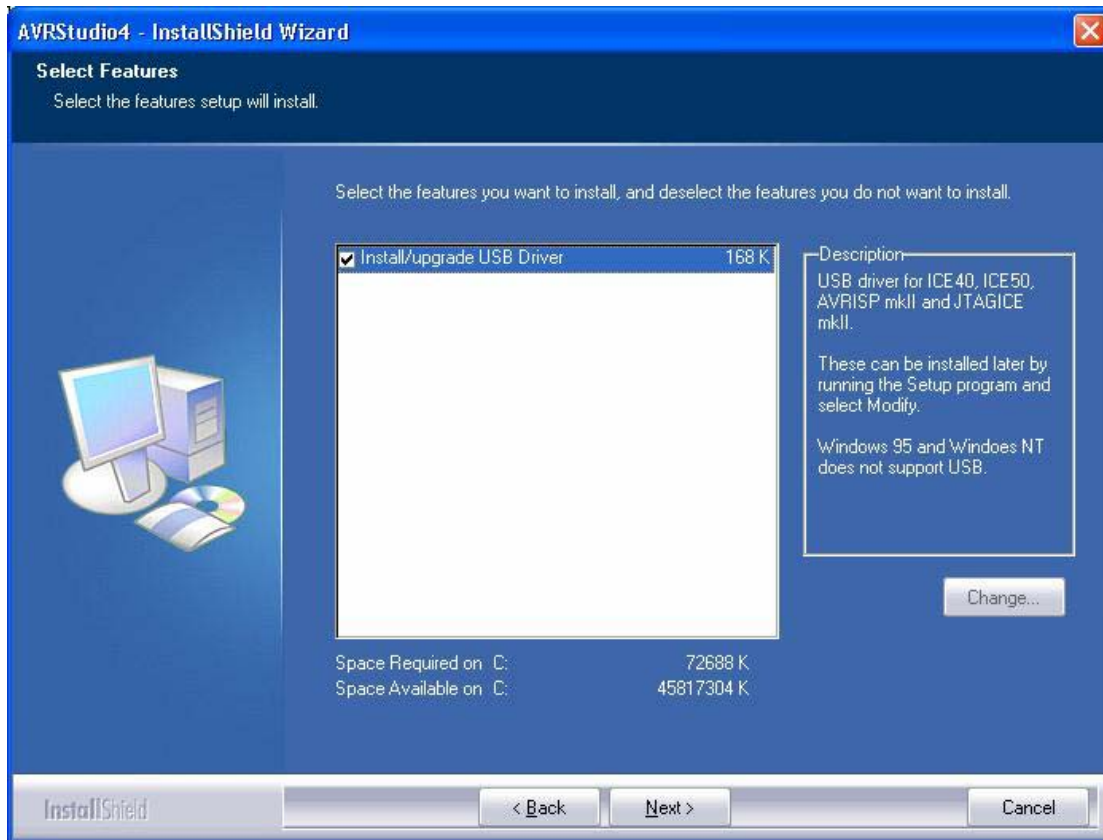 AVRStudio4 - InstallShield Wizard
Select Features
Select the features setup will install.
Select the features you want to install, and deselect the features you do not want to install.
Install/upgrade USB Driver 168 K
Description
USB driver for ICE40, ICE50,
AVRISP mkII and JTAGICE
mkII.
These can be installed later by
running the Setup program and
select Modify.
Windows 95 and Windoes NT
does not support USB.
Change...
Space Required on C: 72688 K
Space Available on C: 45817304 K
InstallShield
< Back
Next >
Cancel